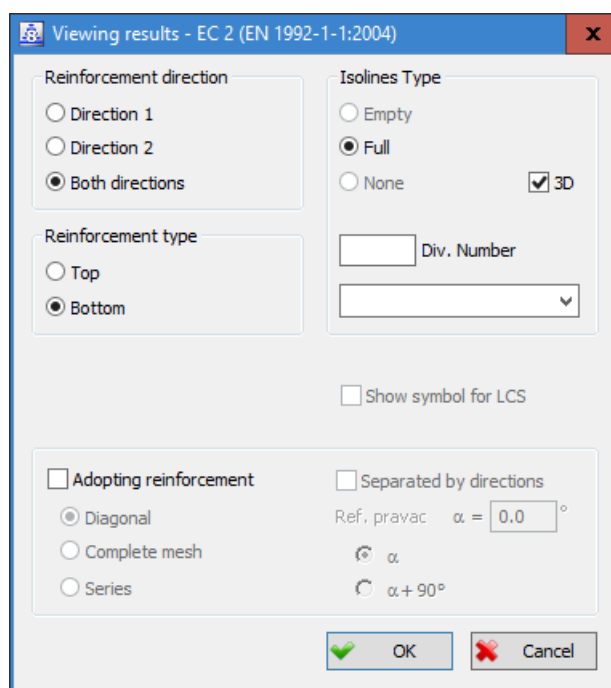 Viewing results - EC 2 (EN 1992-1-1:2004)
Reinforcement direction
Direction 1
Direction 2
Both directions
Reinforcement type
Top
Bottom
Isolines Type
Empty
Full
None
3D
Div. Number
Show symbol for LCS
Adopting reinforcement
Diagonal
Complete mesh
Series
Separated by directions
Ref. pravac α = 0.0 °
α
α + 90°
OK
Cancel